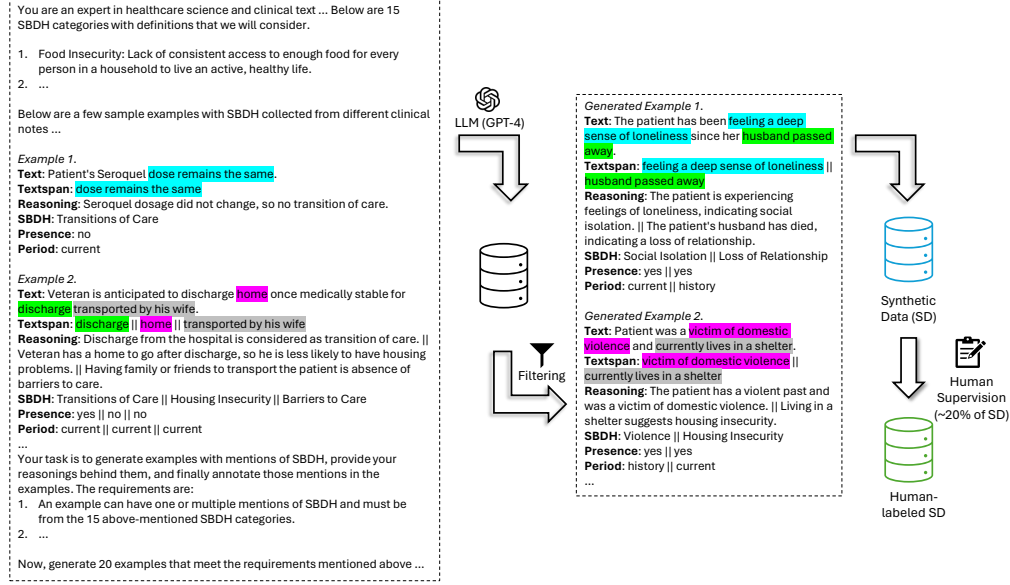 You are an expert in healthcare science and clinical text ... Below are 15
SBDH categories with definitions that we will consider.
1. Food Insecurity: Lack of consistent access to enough food for every
person in a household to live an active, healthy life.
2. ...
Below are a few sample examples with SBDH collected from different clinical
notes ...
Example 1.
Text: Patient's Seroquel dose remains the same.
Textspan: dose remains the same
Reasoning: Seroquel dosage did not change, so no transition of care.
SBDH: Transitions of Care
Presence: no
Period: current
Example 2.
Text: Veteran is anticipated to discharge home once medically stable for
discharge transported by his wife.
Textspan: discharge || home || transported by his wife
Reasoning: Discharge from the hospital is considered as transition of care. ||
Veteran has a home to go after discharge, so he is less likely to have housing
problems. || Having family or friends to transport the patient is absence of
barriers to care.
SBDH: Transitions of Care || Housing Insecurity || Barriers to Care
Presence: yes || no || no
Period: current || current || current
...
Your task is to generate examples with mentions of SBDH, provide your
reasonings behind them, and finally annotate those mentions in the
examples. The requirements are:
1. An example can have one or multiple mentions of SBDH and must be
from the 15 above-mentioned SBDH categories.
2. ...
Now, generate 20 examples that meet the requirements mentioned above ...
LLM (GPT-4)
Filtering
Generated Example 1.
Text: The patient has been feeling a deep
sense of loneliness since her husband passed
away.
Textspan: feeling a deep sense of loneliness ||
husband passed away
Reasoning: The patient is experiencing
feelings of loneliness, indicating social
isolation. || The patient's husband has died,
indicating a loss of relationship.
SBDH: Social Isolation || Loss of Relationship
Presence: yes || yes
Period: current || history
Generated Example 2.
Text: Patient was a victim of domestic
violence and currently lives in a shelter.
Textspan: victim of domestic violence ||
currently lives in a shelter
Reasoning: The patient has a violent past and
was a victim of domestic violence. || Living in a
shelter suggests housing insecurity.
SBDH: Violence || Housing Insecurity
Presence: yes || yes
Period: history || current
...
Synthetic
Data (SD)
Human
Supervision
(~20% of SD)
Human-
labeled SD